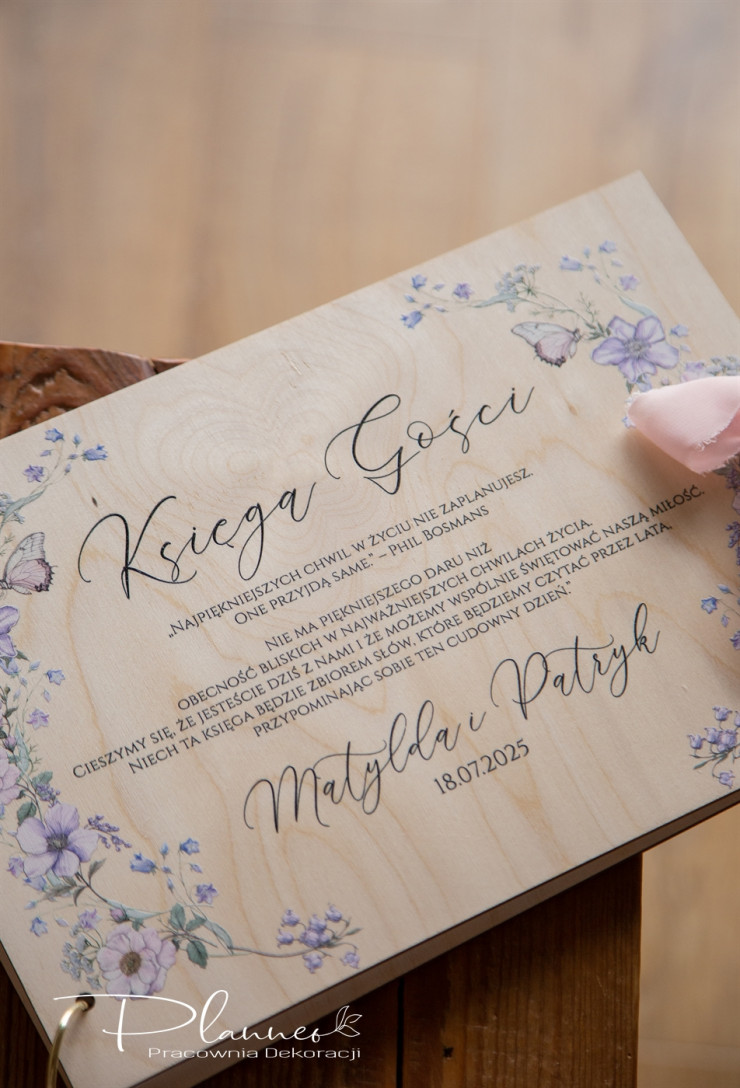 Księga Gości
„Najpiękniejszych chwil w życiu nie zaplanujesz.
One przyjdą same.” – Phil Bosmans
Nie ma piękniejszego daru niż
obecność bliskich w najważniejszych chwilach życia.
Cieszymy się, że jesteście dziś z nami i że możemy wspólnie świętować naszą miłość.
Niech ta księga będzie zbiorem słów, które będziemy czytać przez lata,
przypominając sobie ten cudowny dzień.”
Matylda i Patryk
18.07.2025
Planneo
Pracownia Dekoracji